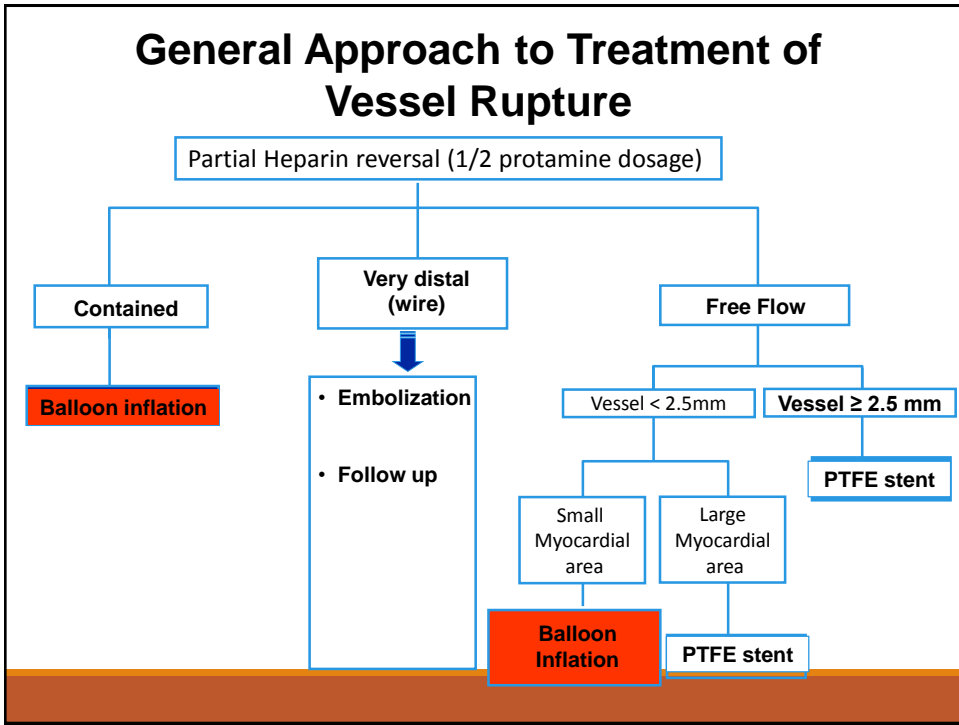 General Approach to Treatment of
Vessel Rupture
Partial Heparin reversal (1/2 protamine dosage)
Contained
Balloon inflation
Very distal
(wire)
• Embolization
• Follow up
Free Flow
Vessel < 2.5mm
Vessel ≥ 2.5 mm
PTFE stent
Small
Myocardial
area
Large
Myocardial
area
Balloon
Inflation
PTFE stent